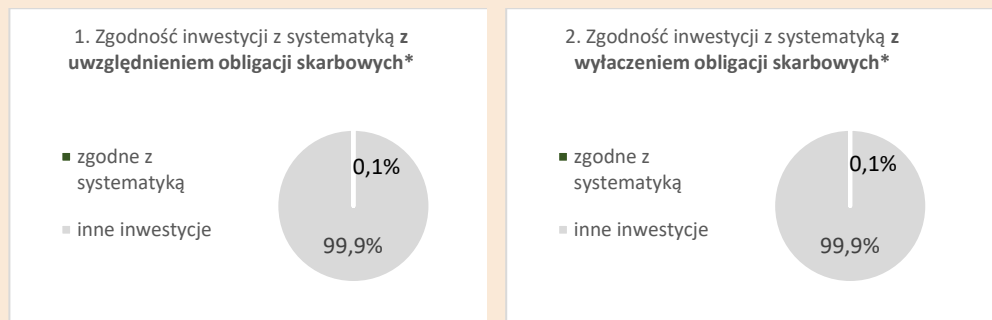 1. Zgodność inwestycji z systematyką z
uwzględnieniem obligacji skarbowych*
zgodne z
systematyką
inne inwestycje
0,1%
99,9%
2. Zgodność inwestycji z systematyką z
wyłaczeniem obligacji skarbowych*
zgodne z
systematyką
inne inwestycje
0,1%
99,9%